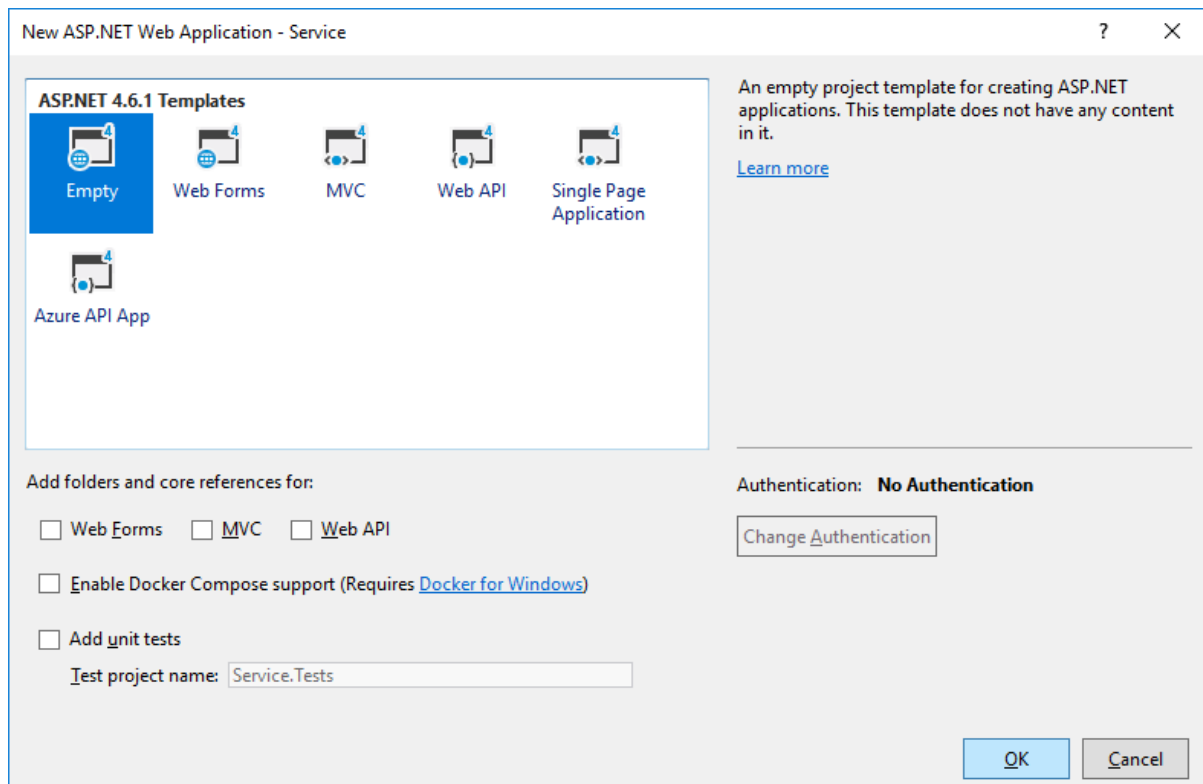 New ASP.NET Web Application - Service
?
ASP.NET 4.6.1 Templates
4 4 4 4 4
Empty Web Forms MVC Web API Single Page
Application
4
Azure API App
An empty project template for creating ASP.NET
applications. This template does not have any content
in it.
Learn more
Add folders and core references for:
Web Forms MVC Web API
Enable Docker Compose support (Requires Docker for Windows)
Add unit tests
Test project name: Service.Tests
Authentication: No Authentication
Change Authentication
OK Cancel